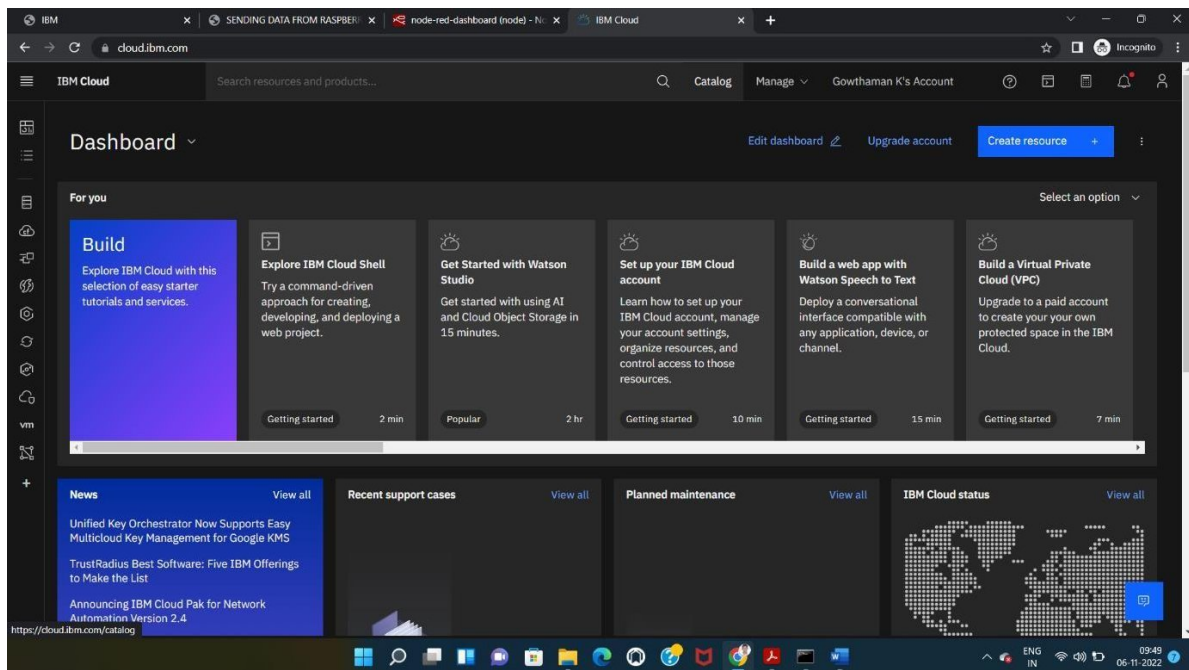 IBM
SENDING DATA FROM RASPBERR
node-red-dashboard (node) - No
IBM Cloud
cloud.ibm.com
Incognito
IBM Cloud
Search resources and products...
Catalog
Manage
Gowthaman K's Account
Dashboard
Edit dashboard
Upgrade account
Create resource +
For you
Select an option
Build
Explore IBM Cloud with this
selection of easy starter
tutorials and services.
Explore IBM Cloud Shell
Try a command-driven
approach for creating,
developing, and deploying a
web project.
Getting started
2 min
Get Started with Watson
Studio
Get started with using AI
and Cloud Object Storage in
15 minutes.
Popular
2 hr
Set up your IBM Cloud
account
Learn how to set up your
IBM Cloud account, manage
your account settings,
organize resources, and
control access to those
resources.
Getting started
10 min
Build a web app with
Watson Speech to Text
Deploy a conversational
interface compatible with
any application, device, or
channel.
Getting started
15 min
Build a Virtual Private
Cloud (VPC)
Upgrade to a paid account
to create your your own
protected space in the IBM
Cloud.
Getting started
7 min
vm
News
View all
Unified Key Orchestrator Now Supports Easy
Multicloud Key Management for Google KMS
TrustRadius Best Software: Five IBM Offerings
to Make the List
Announcing IBM Cloud Pak for Network
Automation Version 2.4
Recent support cases
View all
Planned maintenance
View all
IBM Cloud status
View all
https://cloud.ibm.com/catalog
ENG
IN
09:49
06-11-2022